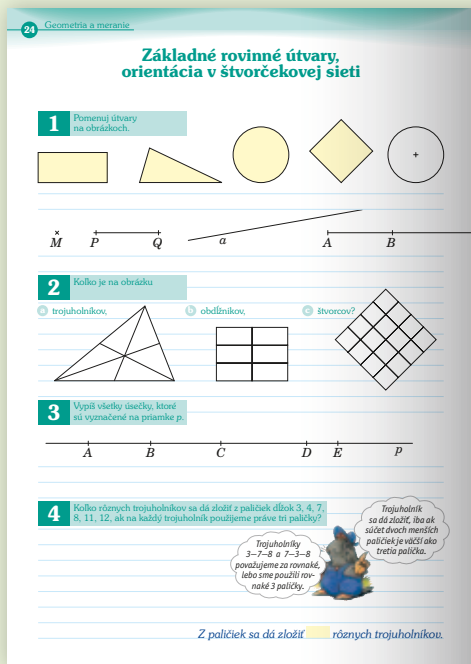 24
Geometria a meranie
Základné rovinné útvary,
orientácia v štvorčekovej sieti
1
Pomenuj útvary
na obrázkoch.
M P Q a A B
2
Koľko je na obrázku
a trojuholníkov,
b obdĺžnikov,
c štvorcov?
3
Vypíš všetky úsečky, ktoré
sú vyznačené na priamke p.
A B C D E p
4
Koľko rôznych trojuholníkov sa dá zložiť z paličiek dĺžok 3, 4, 7,
8, 11, 12, ak na každý trojuholník použijeme práve tri paličky?
Trojuholníky
3–7–8 a 7–3–8
považujeme za rovnaké,
lebo sme použili rov-
naké 3 paličky.
Trojuholník
sa dá zložiť, iba ak
súčet dvoch menších
paličiek je väčší ako
tretia palička.
Z paličiek sa dá zložiť rôznych trojuholníkov.